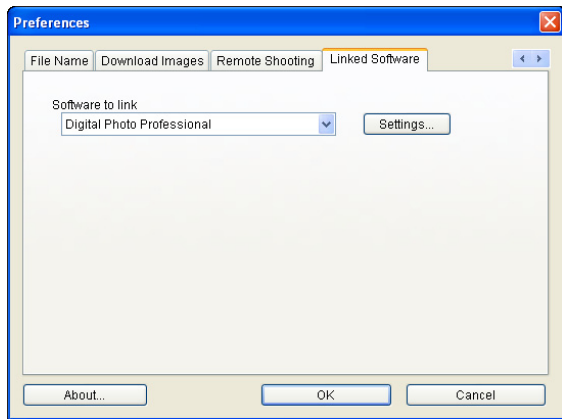 Preferences
File Name Download Images Remote Shooting Linked Software
Software to link
Digital Photo Professional Settings...
About... OK Cancel